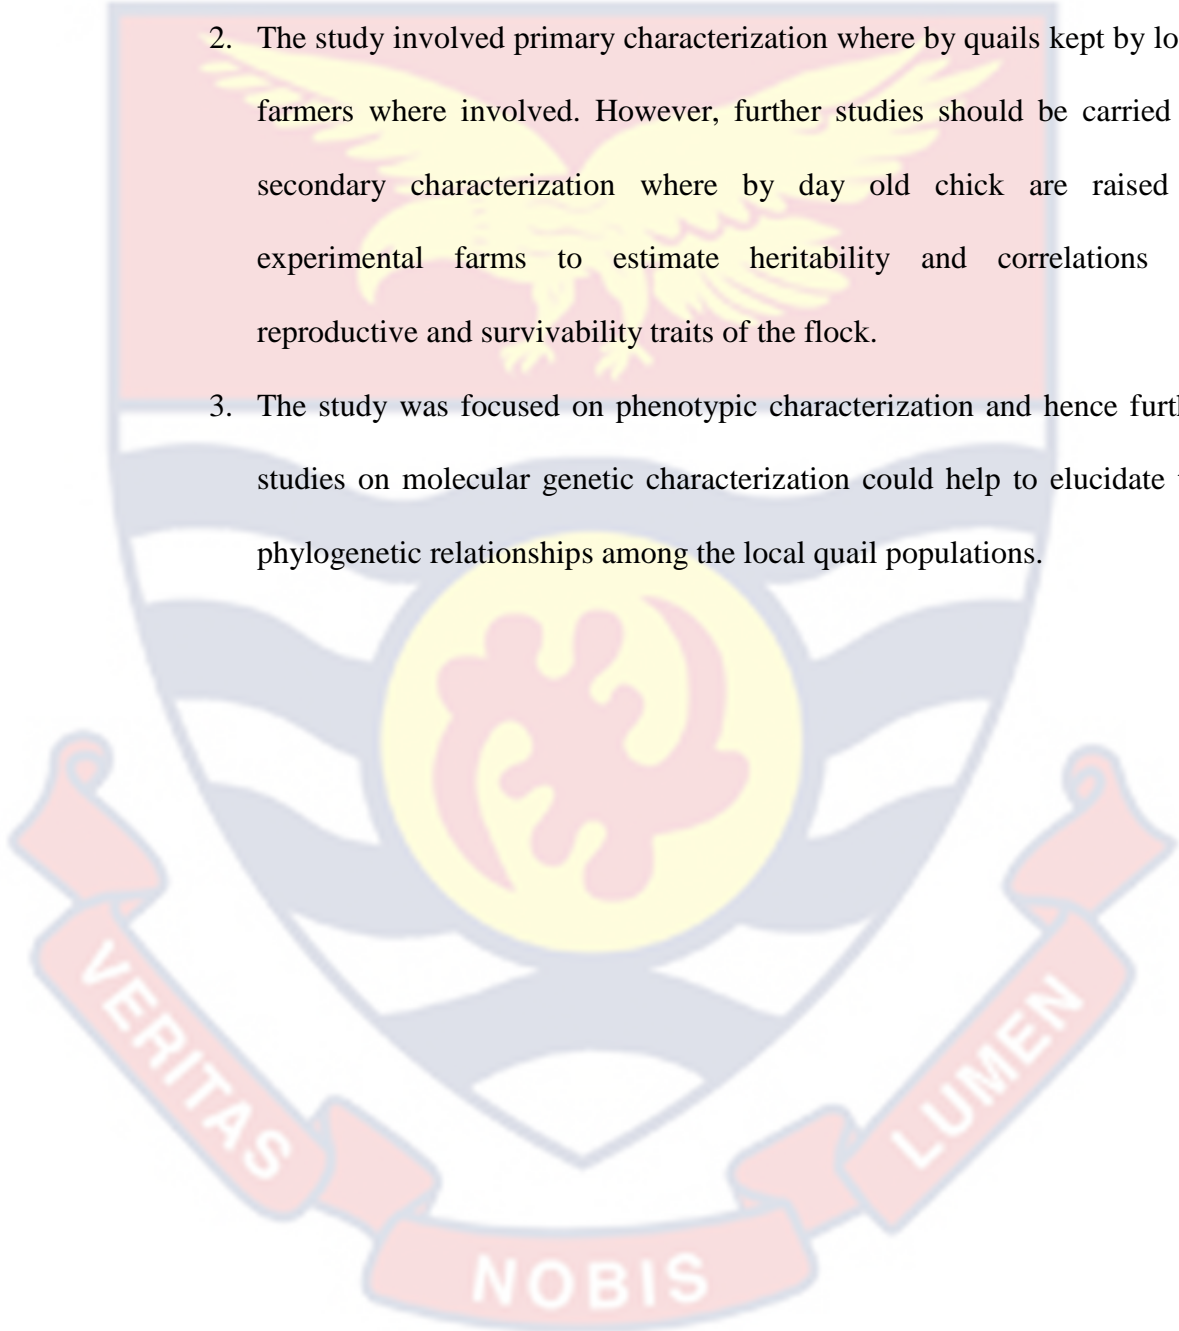 2. The study involved primary characterization where by quails kept by lo
farmers where involved. However, further studies should be carried
secondary characterization where by day old chick are raised
experimental farms to estimate heritability and correlations
reproductive and survivability traits of the flock.
3. The study was focused on phenotypic characterization and hence furt
studies on molecular genetic characterization could help to elucidate
phylogenetic relationships among the local quail populations.
VERITAS
NOBIS
LUMEN